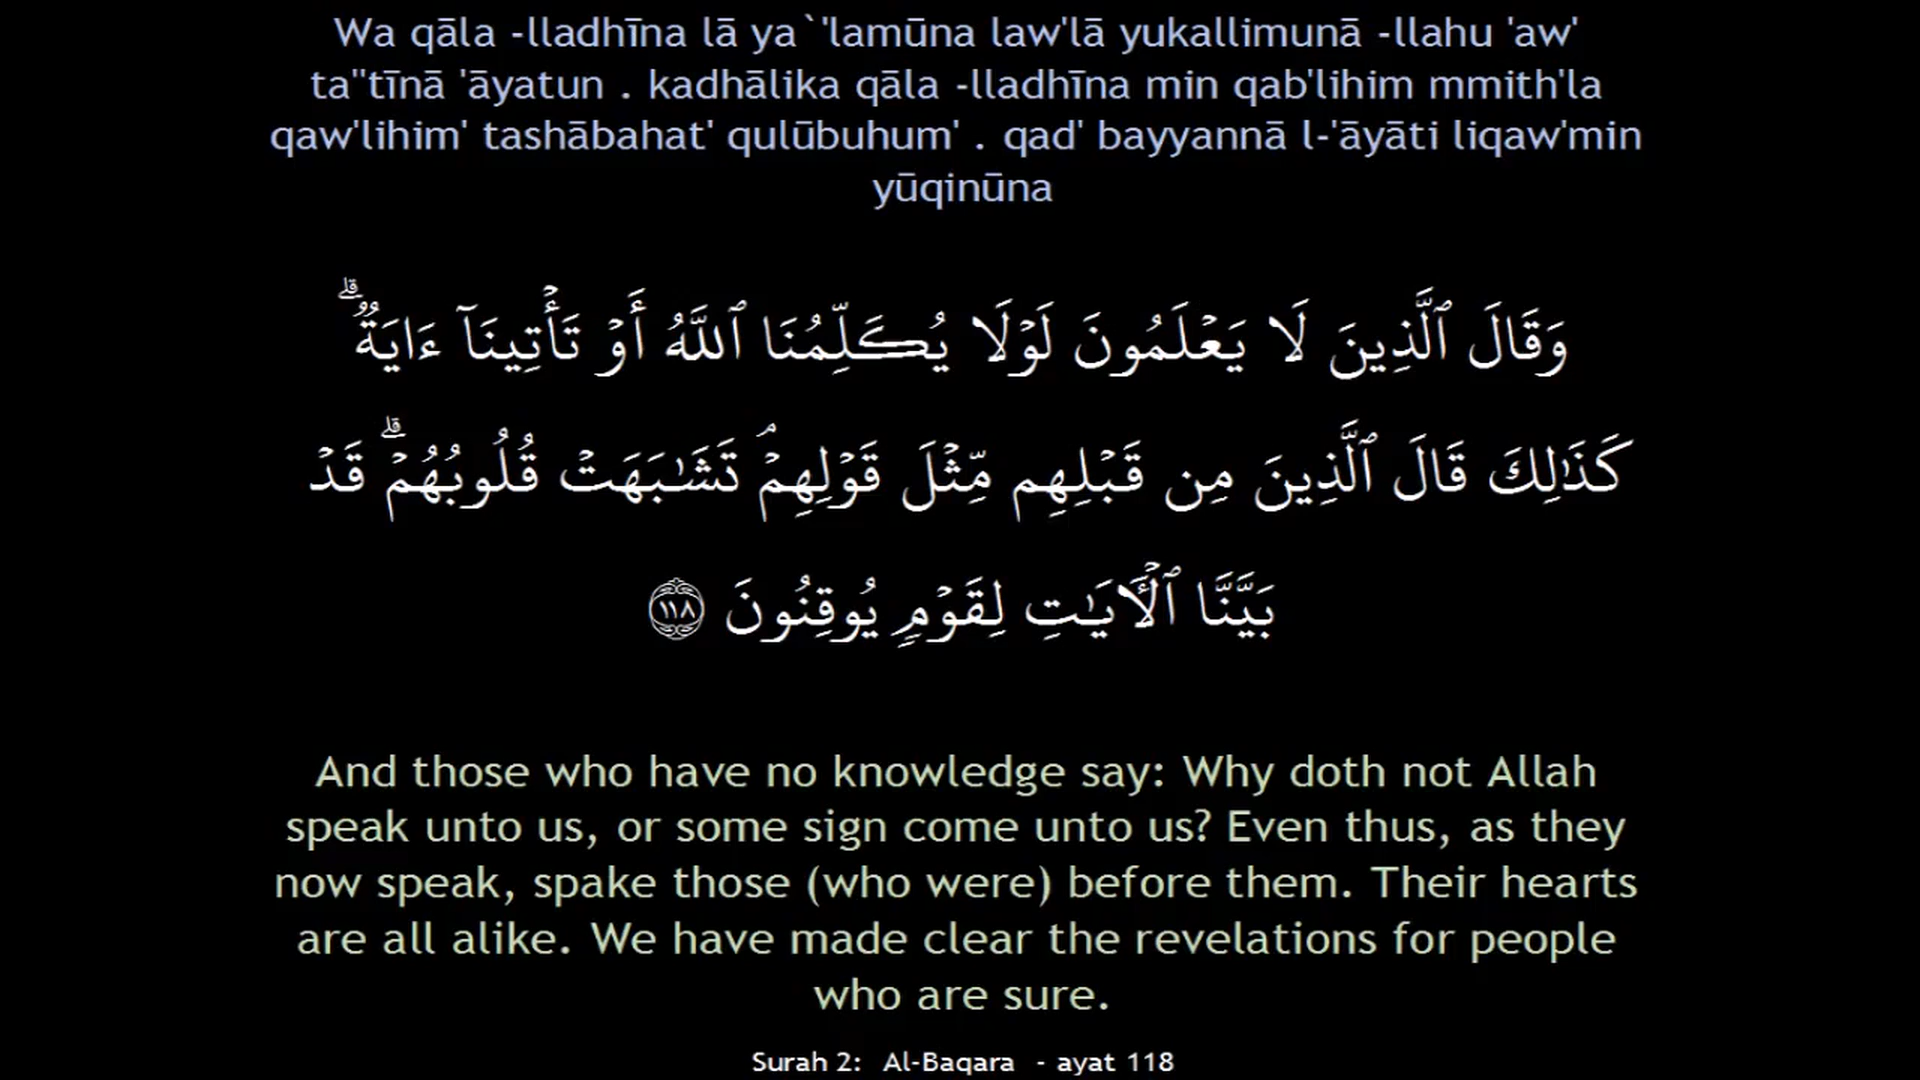 Wa qāla -lladhīna lā ya`'lamūna law'lā yukallimunā -llahu 'aw'
ta''tīnā 'āyatun . kadhālika qāla -lladhīna min qab'lihim mmith'la
qaw'lihim' tashābahat' qulūbuhum' . qad' bayyannā l-'āyāti liqaw'min
yūqinūna
وَقَالَ ٱلَّذِينَ لَا يَعْلَمُونَ لَوْلَا يُكَلِّمُنَا ٱللَّهُ أَوْ تَأْتِينَآ ءَايَةٌۗ
كَذَٰلِكَ قَالَ ٱلَّذِينَ مِن قَبْلِهِم مِّثْلَ قَوْلِهِمْۘ تَشَٰبَهَتْ قُلُوبُهُمْۗ قَدْ
بَيَّنَّا ٱلْأَيَٰتِ لِقَوْمٍ يُوقِنُونَ ١١٨
And those who have no knowledge say: Why doth not Allah
speak unto us, or some sign come unto us? Even thus, as they
now speak, spake those (who were) before them. Their hearts
are all alike. We have made clear the revelations for people
who are sure.
Surah 2: Al-Baqara - ayat 118